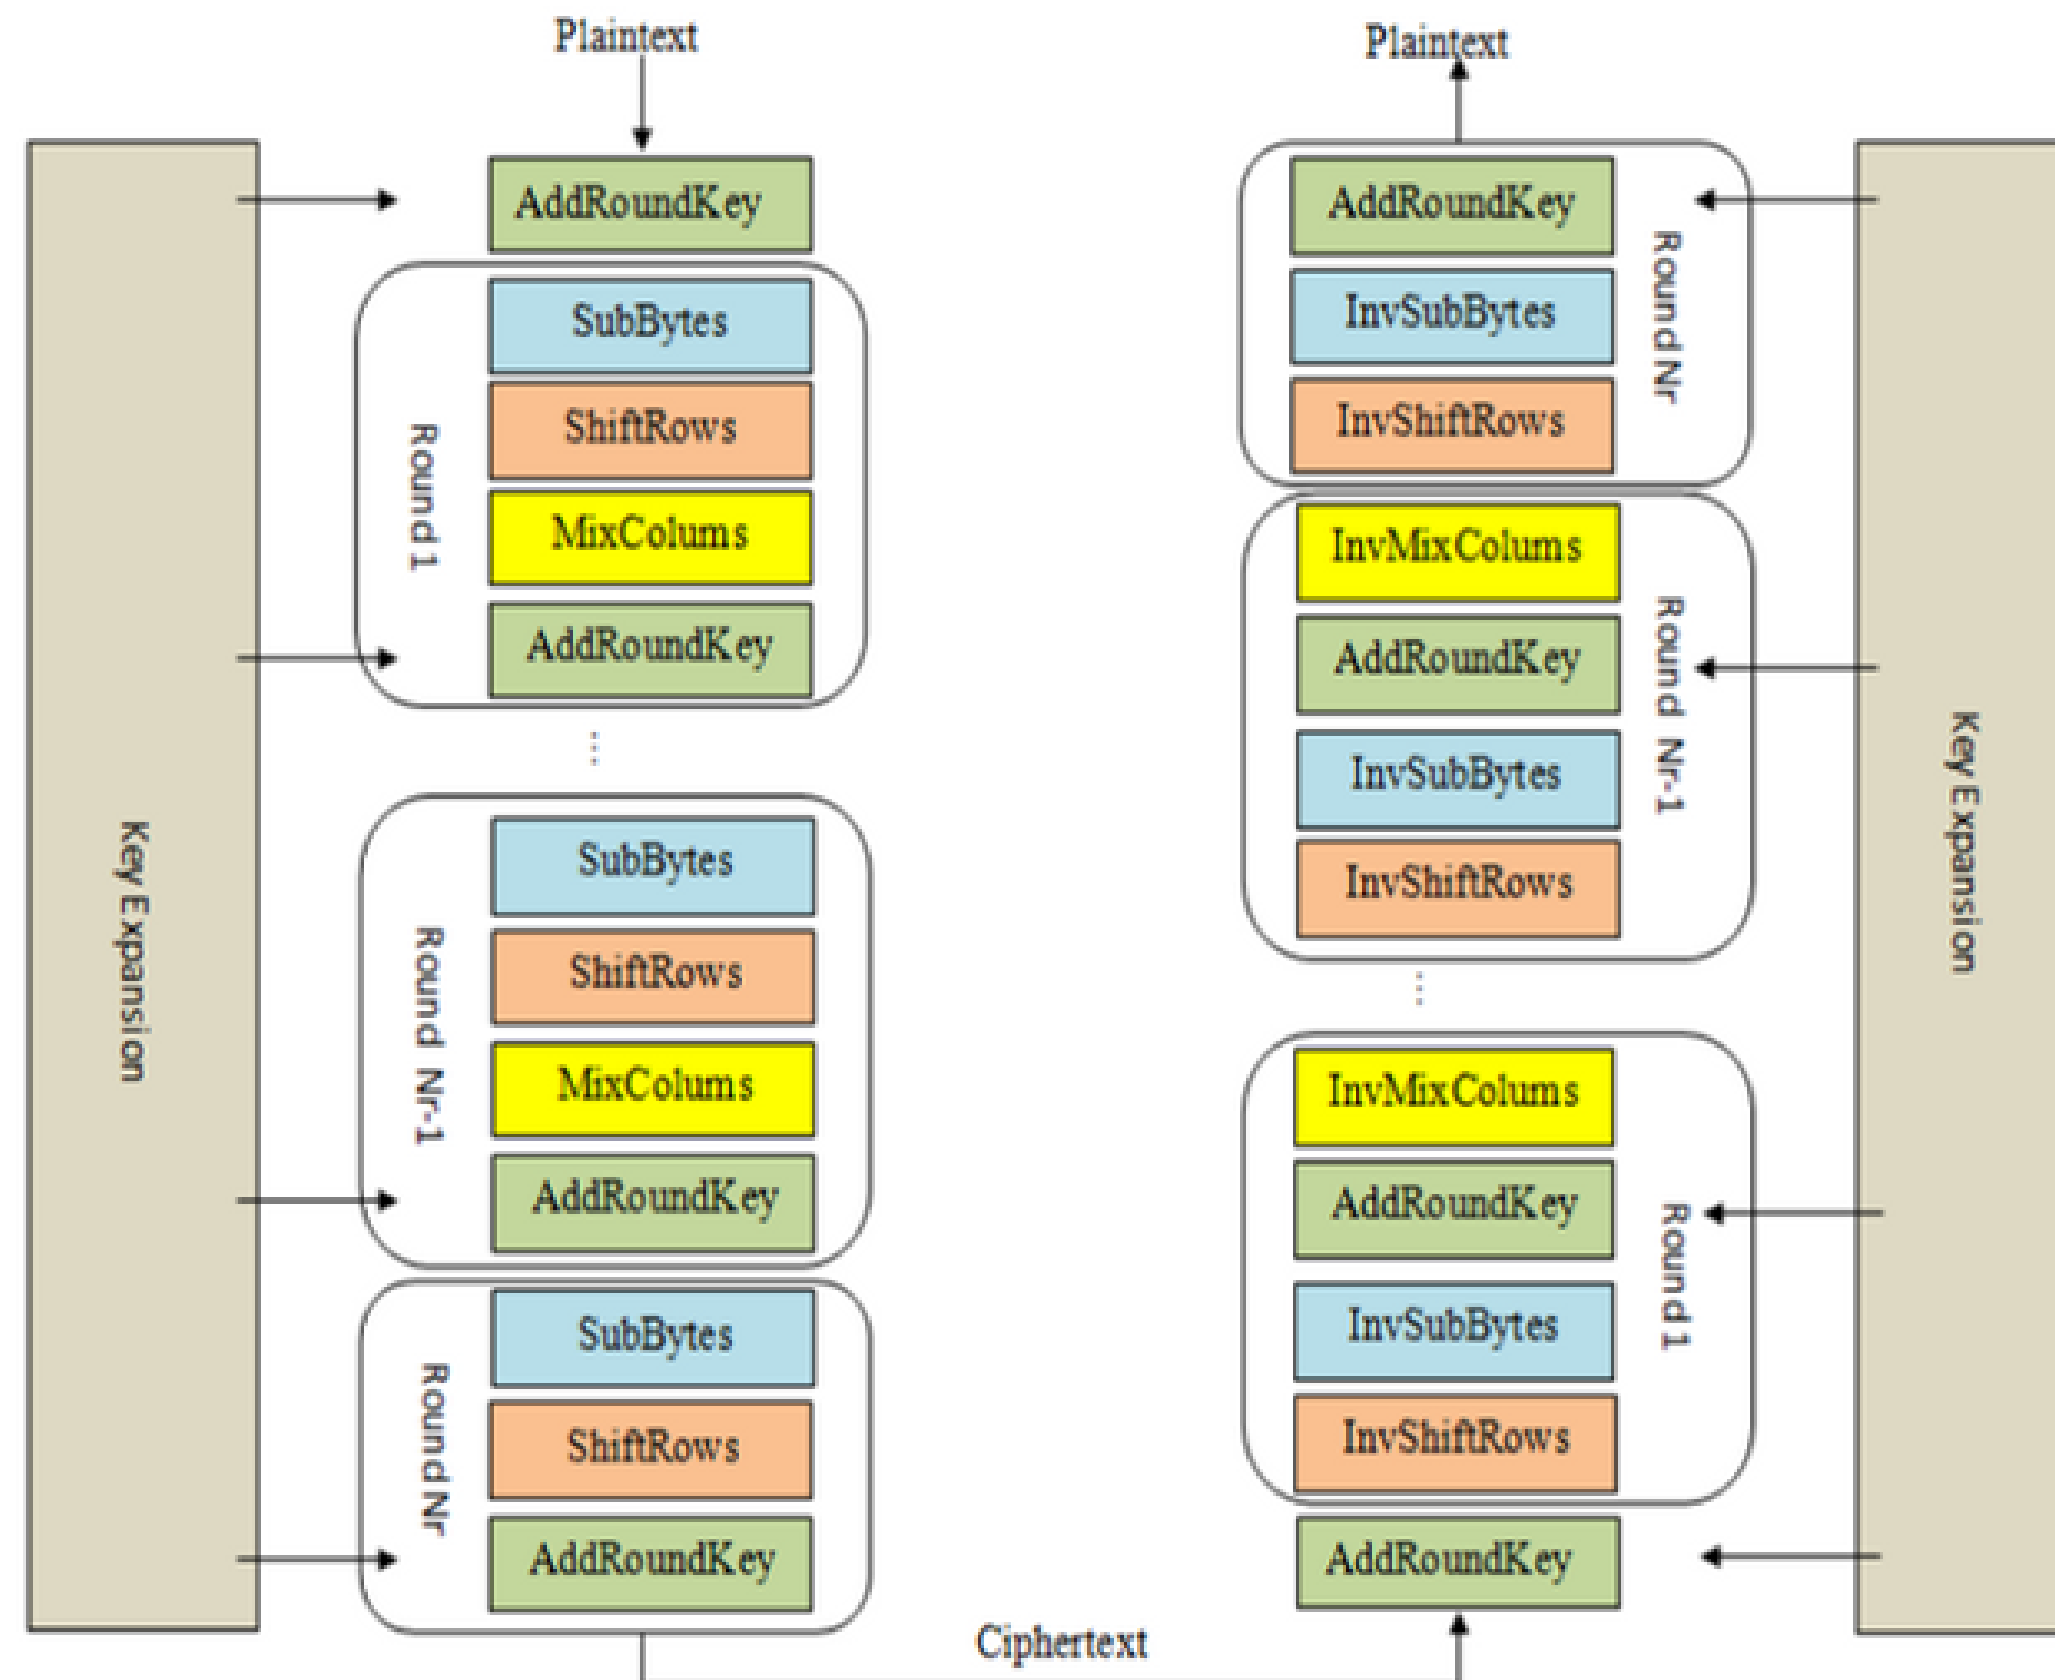 Plaintext
AddRoundKey
SubBytes
ShiftRows
MixColums
AddRoundKey
Round 1
...
SubBytes
ShiftRows
MixColums
AddRoundKey
Round Nr-1
SubBytes
ShiftRows
AddRoundKey
Round Nr
Key Expansion
Ciphertext
Plaintext
AddRoundKey
InvSubBytes
InvShiftRows
Round Nr
InvMixColums
AddRoundKey
InvSubBytes
InvShiftRows
Round Nr-1
...
InvMixColums
AddRoundKey
InvSubBytes
InvShiftRows
Round 1
AddRoundKey
Key Expansion